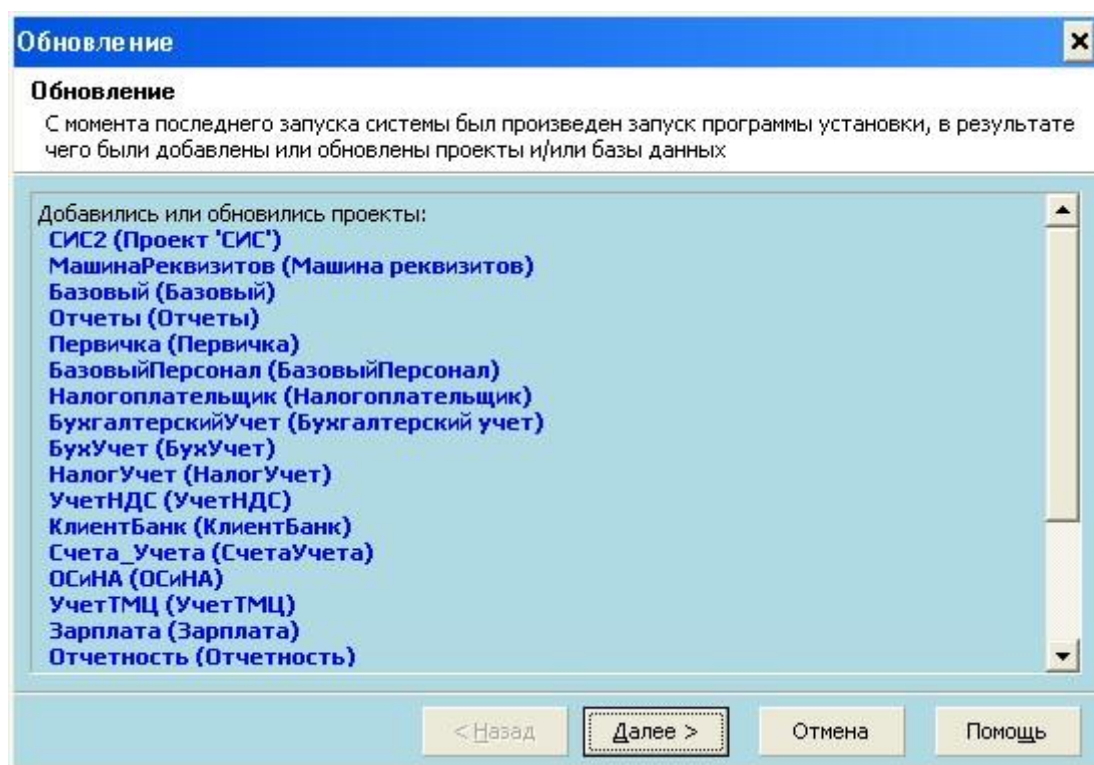 Обновление
Обновление
С момента последнего запуска системы был произведен запуск программы установки, в результате
чего были добавлены или обновлены проекты и/или базы данных
Добавились или обновились проекты:
СИС2 (Проект 'СИС')
МашинаРеквизитов (Машина реквизитов)
Базовый (Базовый)
Отчеты (Отчеты)
Первичка (Первичка)
БазовыйПерсонал (БазовыйПерсонал)
Налогоплательщик (Налогоплательщик)
БухгалтерскийУчет (Бухгалтерский учет)
БухУчет (БухУчет)
НалогУчет (НалогУчет)
УчетНДС (УчетНДС)
КлиентБанк (КлиентБанк)
Счета_Учета (СчетаУчета)
ОСиНА (ОСиНА)
УчетТМЦ (УчетТМЦ)
Зарплата (Зарплата)
Отчетность (Отчетность)
< Назад Далее > Отмена Помощь